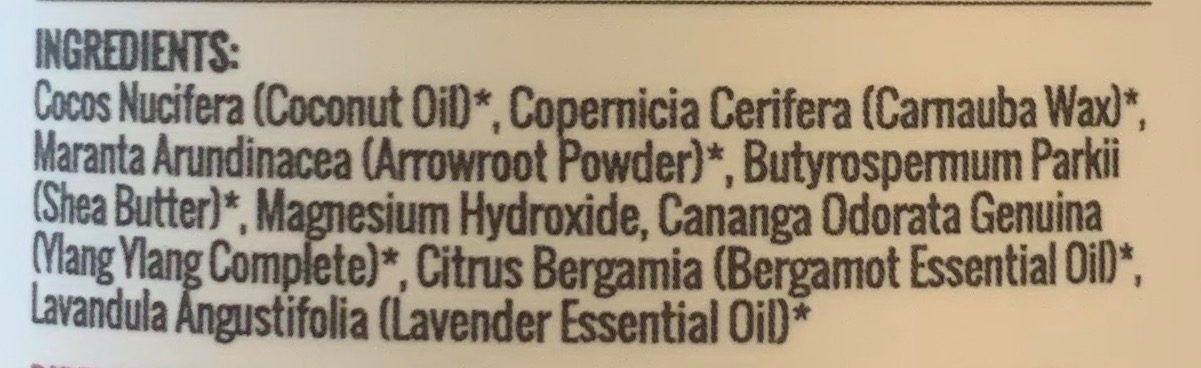 INGREDIENTS:
Cocos Nucifera (Coconut Oil)*, Copernicia Cerifera (Carnauba Wax)*,
Maranta Arundinacea (Arrowroot Powder)*, Butyrospermum Parkii
(Shea Butter)*, Magnesium Hydroxide, Cananga Odorata Genuina
(Ylang Ylang Complete)*, Citrus Bergamia (Bergamot Essential Oil)*,
Lavandula Angustifolia (Lavender Essential Oil)*